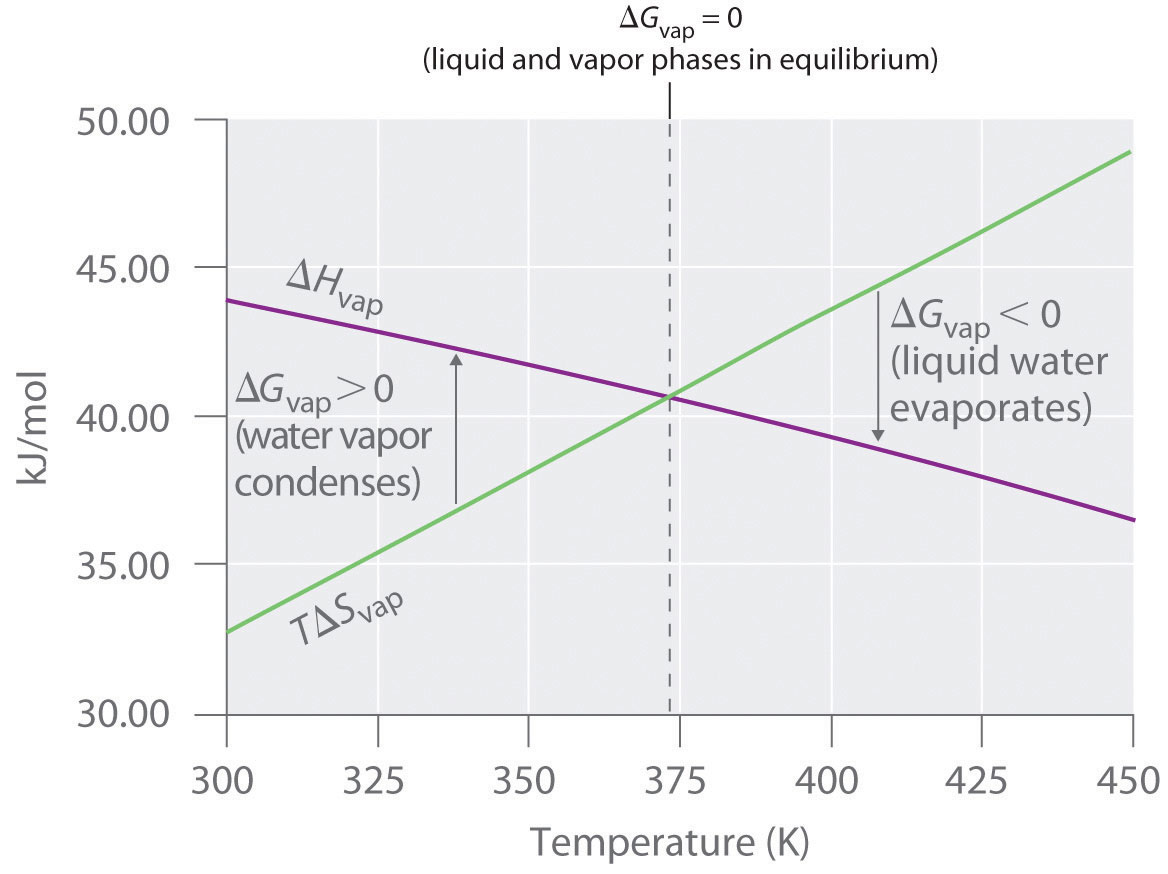 ΔGvap = 0
(liquid and vapor phases in equilibrium)
50.00
45.00
40.00
35.00
30.00
kJ/mol
ΔHvap
ΔGvap > 0
(water vapor
condenses)
TΔSvap
ΔGvap < 0
(liquid water
evaporates)
300 325 350 375 400 425 450
Temperature (K)